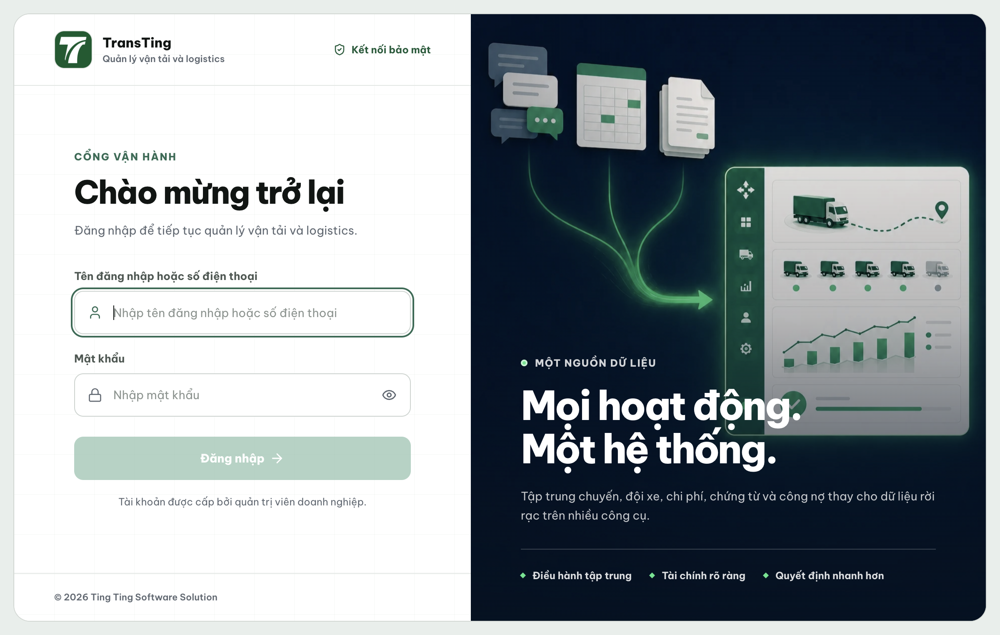 TransTing
Quản lý vận tải và logistics
Kết nối bảo mật
CỔNG VẬN HÀNH
Chào mừng trở lại
Đăng nhập để tiếp tục quản lý vận tải và logistics.
Tên đăng nhập hoặc số điện thoại
Nhập tên đăng nhập hoặc số điện thoại
Mật khẩu
Nhập mật khẩu
Đăng nhập
Tài khoản được cấp bởi quản trị viên doanh nghiệp.
© 2026 Ting Ting Software Solution
MỘT NGUỒN DỮ LIỆU
Mọi hoạt động.
Một hệ thống.
Tập trung chuyến, đội xe, chi phí, chứng từ và công nợ thay cho dữ liệu rời
rạc trên nhiều công cụ.
Điều hành tập trung
Tài chính rõ ràng
Quyết định nhanh hơn